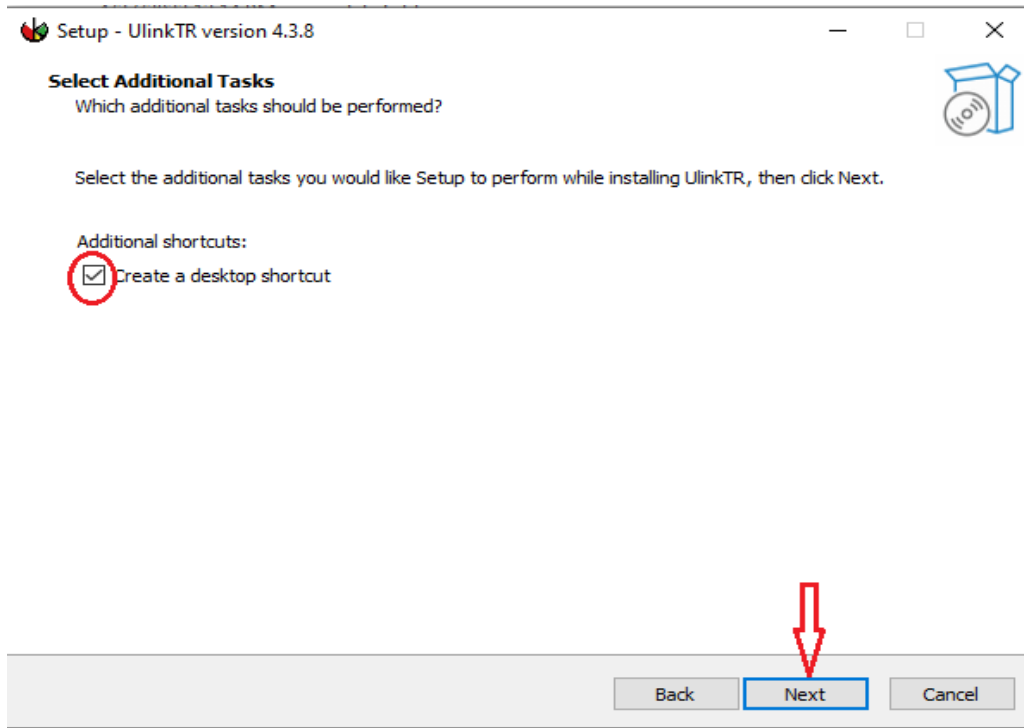 Setup - UlinkTR version 4.3.8
Select Additional Tasks
Which additional tasks should be performed?
Select the additional tasks you would like Setup to perform while installing UlinkTR, then click Next.
Additional shortcuts:
Create a desktop shortcut
Back
Next
Cancel